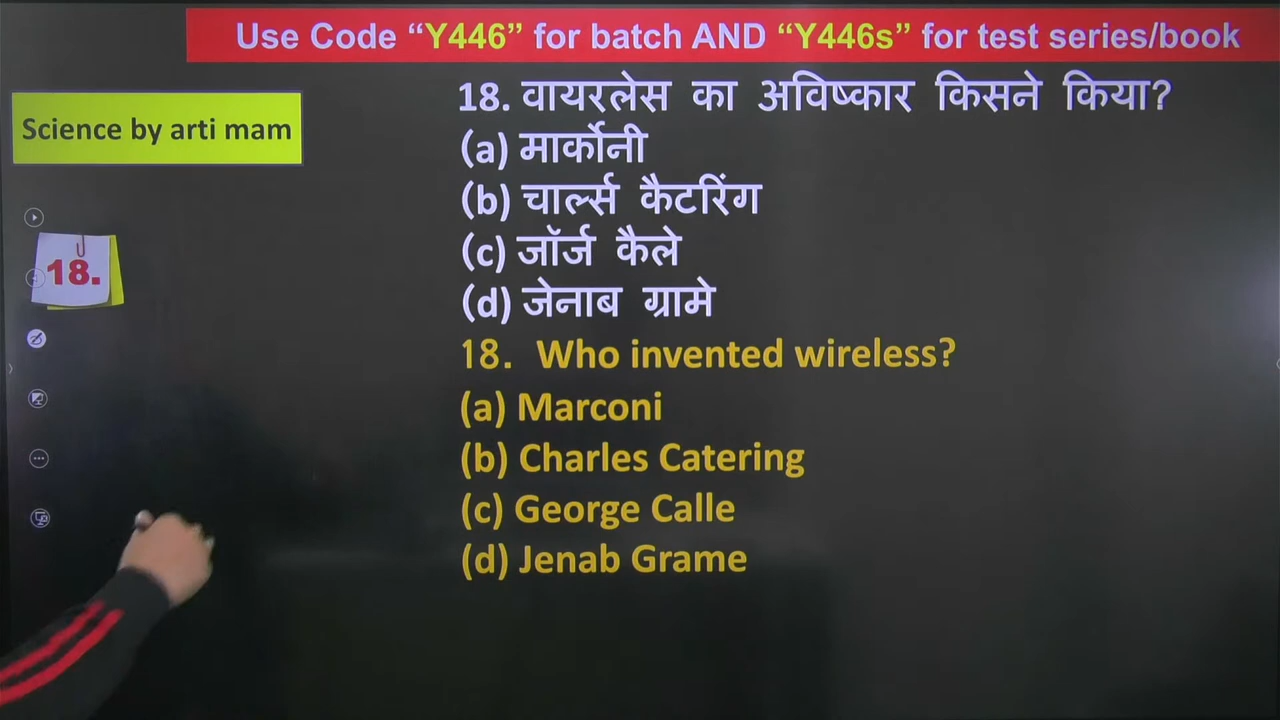 Use Code “Y446” for batch AND “Y446s” for test series/book
Science by arti mam
18.
18. वायरलेस का अविष्कार किसने किया?
(a) मार्कोनी
(b) चार्ल्स कैटरिंग
(c) जॉर्ज कैले
(d) जेनाब ग्रामे
18. Who invented wireless?
(a) Marconi
(b) Charles Catering
(c) George Calle
(d) Jenab Grame